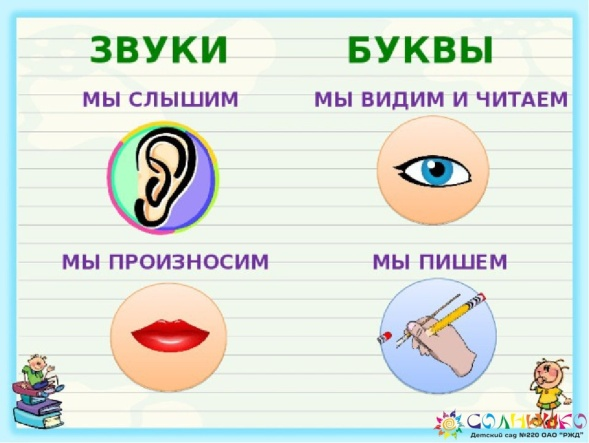 ЗВУКИ БУКВЫ
МЫ СЛЫШИМ МЫ ВИДИМ И ЧИТАЕМ
МЫ ПРОИЗНОСИМ МЫ ПИШЕМ
СОЛНЫШКО
Детский сад №220 ОАО "РЖД"